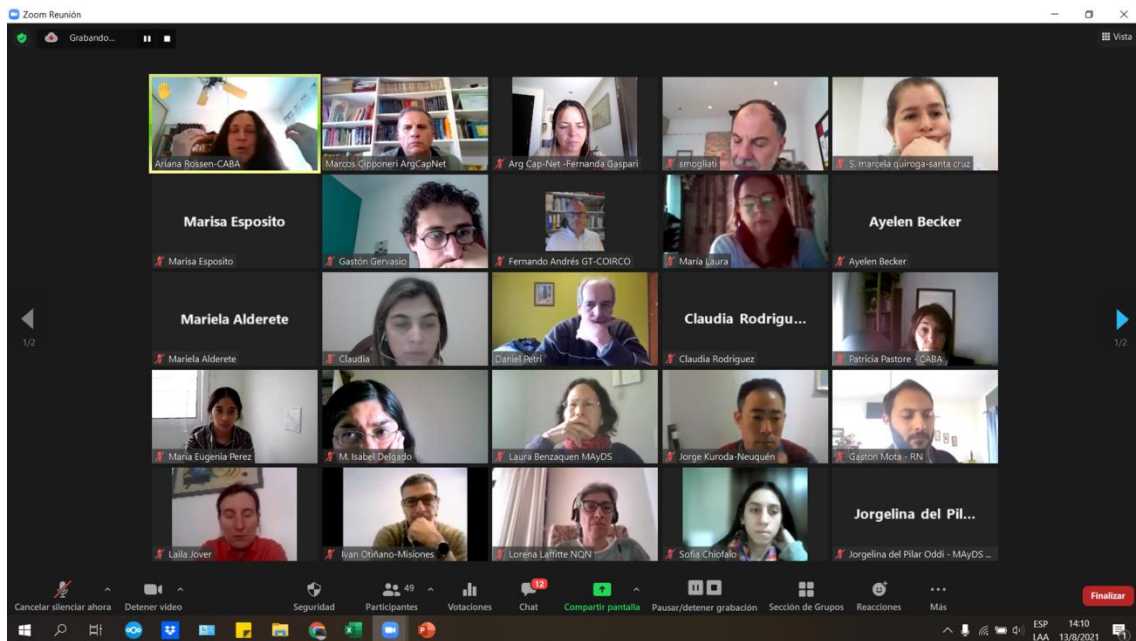 Zoom Reunión
Grabando...
Vista
Ariana Rossen-CABA
Marcos Cipponeri ArgCapNet
Arg Cap-Net -Fernanda Gaspari
smogliati
S. marcela quiroga-santa cruz
Marisa Esposito
Ayelen Becker
Marisa Esposito
Gastón Gervasio
Fernando Andrés GT-COIRCO
María Laura
Ayelen Becker
Mariela Alderete
Claudia Rodrigu...
1/2
1/2
Mariela Alderete
Claudia
Daniel Petri
Claudia Rodriguez
Patricia Pastore - CABA
María Eugenia Perez
M. Isabel Delgado
Laura Benzaquen MAyDS
Jorge Kuroda-Neuquén
Gaston Mota - RN
Jorgelina del Pil...
Laila Jover
Ivan Otiñano-Misiones
Lorena Laffitte NQN
Sofia Chiofalo
Jorgelina del Pilar Oddi - MAyDS ...
49
12
Cancelar silenciar ahora
Detener video
Seguridad
Participantes
Votaciones
Chat
Compartir pantalla
Pausar/detener grabación
Sección de Grupos
Reacciones
Más
Finalizar
ESP
LAA
14:10
13/8/2021